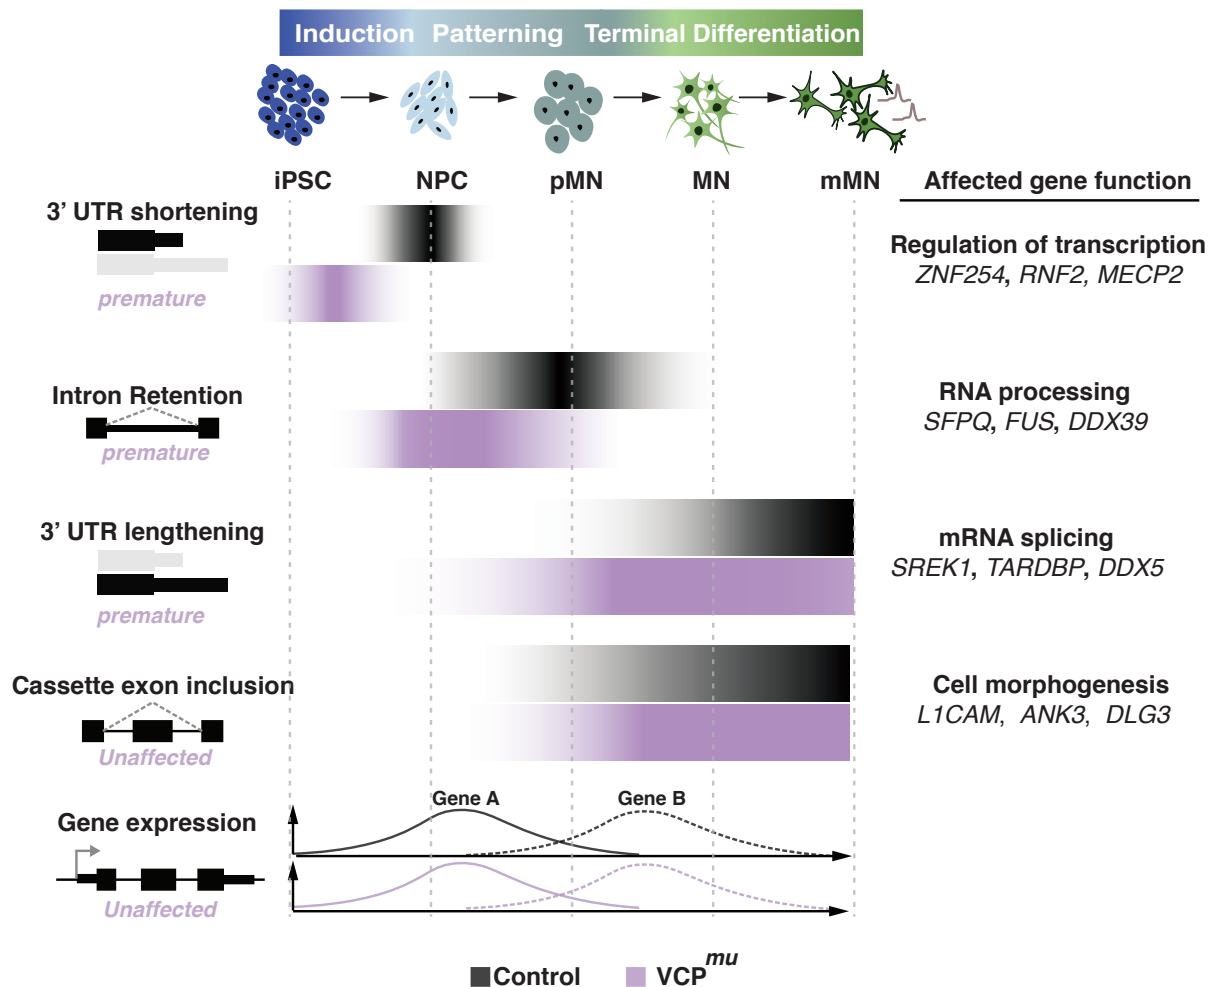 Induction Patterning Terminal Differentiation
iPSC NPC pMN MN mMN Affected gene function
3’ UTR shortening
premature
Regulation of transcription
ZNF254, RNF2, MECP2
Intron Retention
premature
RNA processing
SFPQ, FUS, DDX39
3’ UTR lengthening
premature
mRNA splicing
SREK1, TARDBP, DDX5
Cassette exon inclusion
Unaffected
Cell morphogenesis
L1CAM, ANK3, DLG3
Gene A Gene B
Gene expression
Unaffected
Control VCPmu